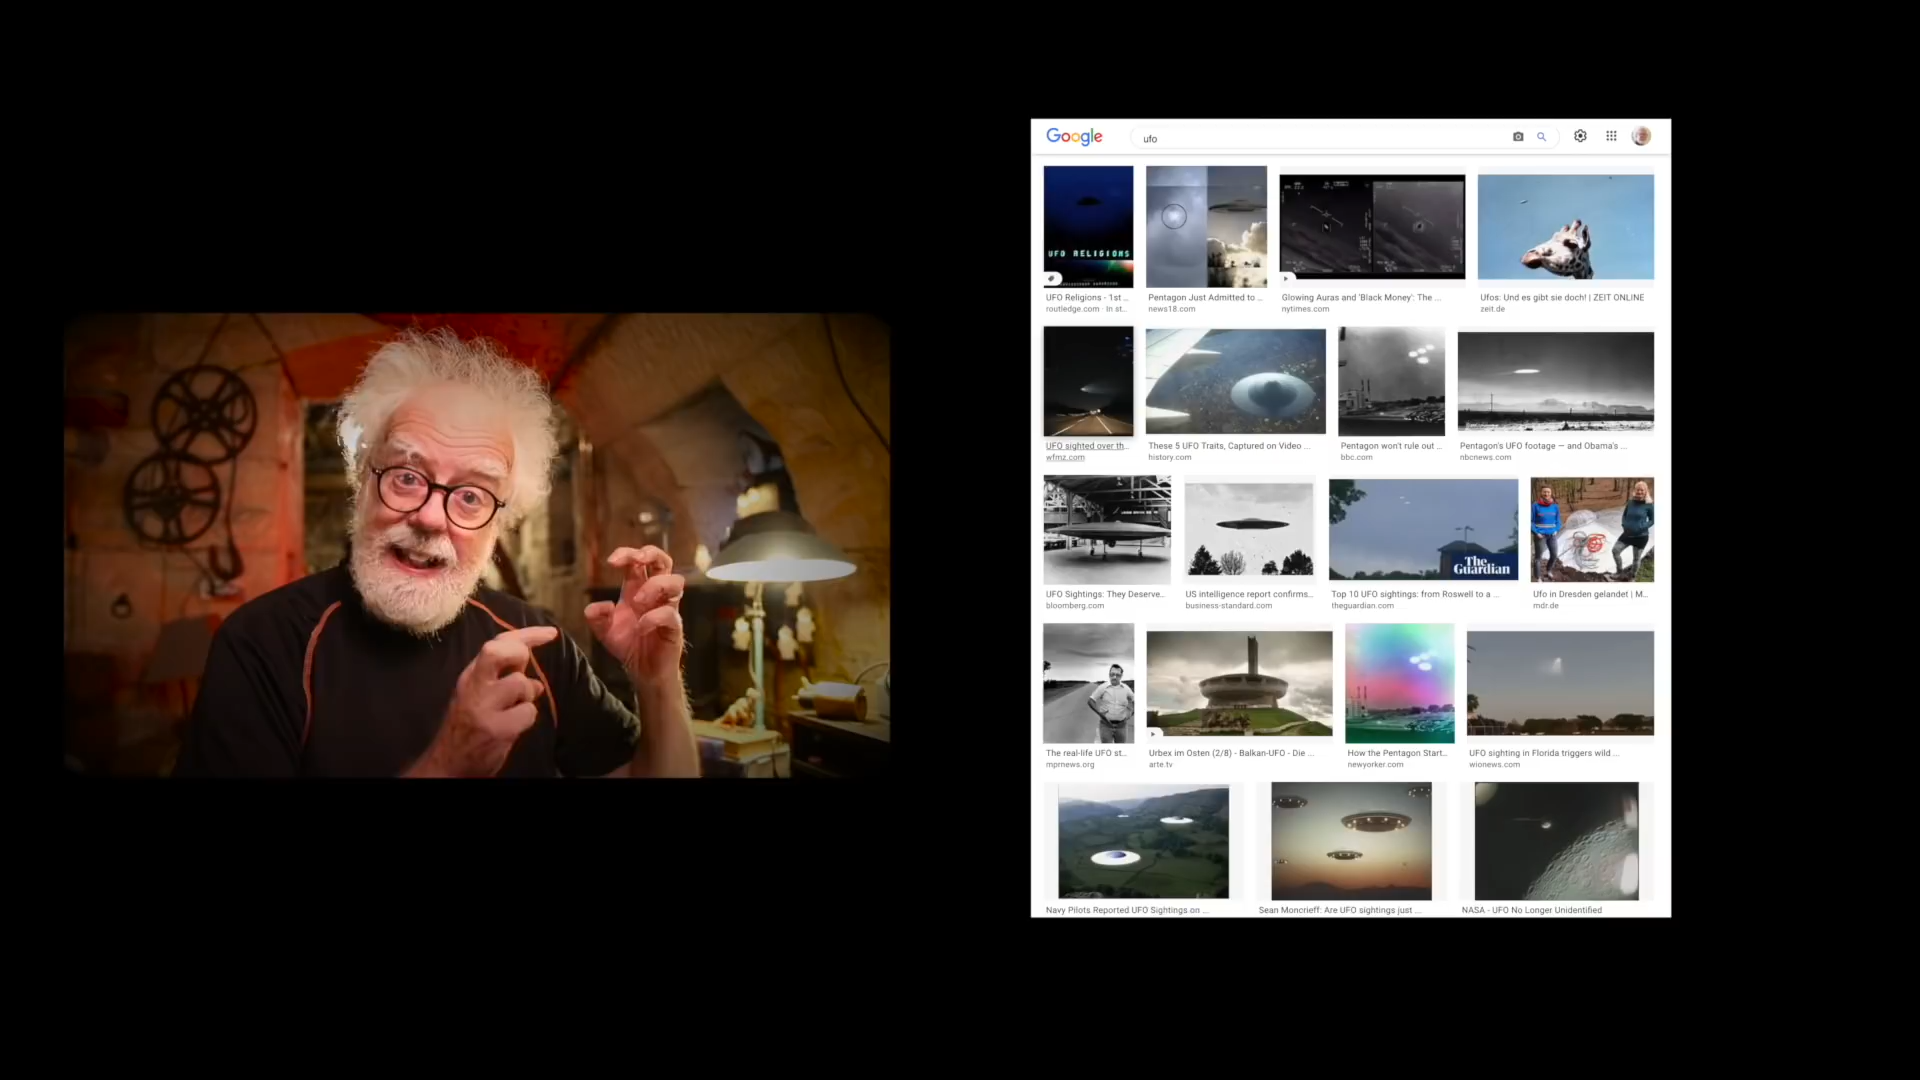 Google
ufo
UFO RELIGIONS
UFO Religions - 1st ...
routledge.com · In st...
Pentagon Just Admitted to ...
news18.com
Glowing Auras and 'Black Money': The ...
nytimes.com
Ufos: Und es gibt sie doch! | ZEIT ONLINE
zeit.de
UFO sighted over th...
wfmz.com
These 5 UFO Traits, Captured on Video ...
history.com
Pentagon won't rule out ...
bbc.com
Pentagon's UFO footage — and Obama's ...
nbcnews.com
The
Guardian
UFO Sightings: They Deserve...
bloomberg.com
US intelligence report confirms...
business-standard.com
Top 10 UFO sightings: from Roswell to a ...
theguardian.com
Ufo in Dresden gelandet | M...
mdr.de
The real-life UFO st...
mprnews.org
Urbex im Osten (2/8) - Balkan-UFO - Die ...
arte.tv
How the Pentagon Start...
newyorker.com
UFO sighting in Florida triggers wild ...
wionews.com
Navy Pilots Reported UFO Sightings on ...
Sean Moncrieff: Are UFO sightings just ...
NASA - UFO No Longer Unidentified